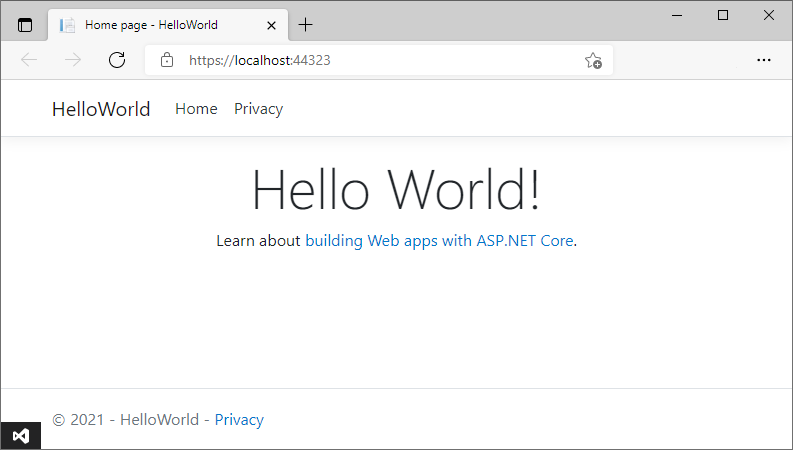 Home page - HelloWorld
https://localhost:44323
HelloWorld Home Privacy
Hello World!
Learn about building Web apps with ASP.NET Core.
© 2021 - HelloWorld - Privacy